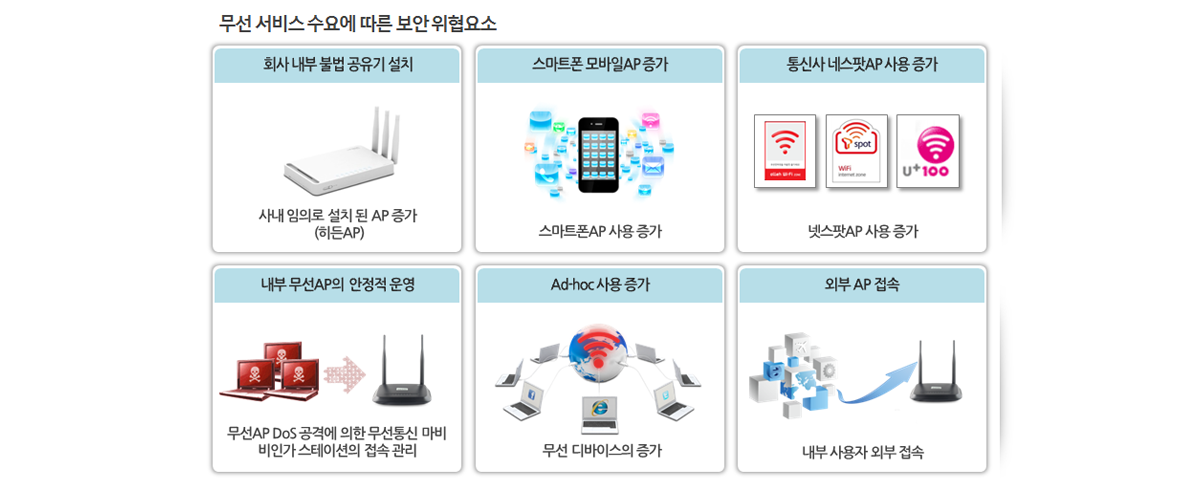 무선 서비스 수요에 따른 보안 위협요소
회사 내부 불법 공유기 설치
사내 임의로 설치 된 AP 증가
(히든AP)
스마트폰 모바일AP 증가
스마트폰AP 사용 증가
통신사 네스팟AP 사용 증가
olleh Wi-Fi zone
T spot
WiFi
internet zone
U+100
넷스팟AP 사용 증가
내부 무선AP의 안정적 운영
무선AP DoS 공격에 의한 무선통신 마비
비인가 스테이션의 접속 관리
Ad-hoc 사용 증가
무선 디바이스의 증가
외부 AP 접속
내부 사용자 외부 접속